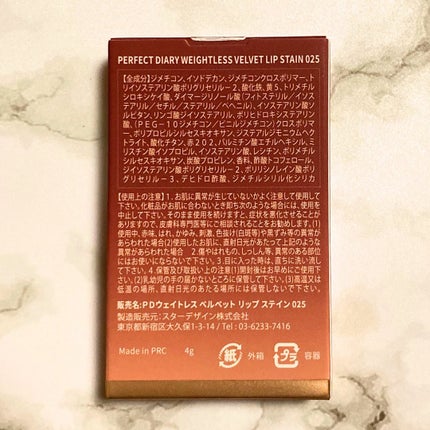 PERFECT DIARY WEIGHTLESS VELVET LIP STAIN 025
【全成分】ジメチコン、イソドデカン、ジメチコンクロスポリマー、ト
リイソステアリン酸ポリグリセリル－2、酸化鉄、黄5、トリメチル
シロキシケイ酸、ダイマージリノール酸(フィトステリル／イソス
テアリル／セチル／ステアリル／ベヘニル)、イソステアリン酸ソ
ルビタン、リンゴ酸ジイソステアリル、ポリヒドロキシステアリン
酸、(PEG－10ジメチコン／ビニルジメチコン)クロスポリマ
ー、ポリプロピルシルセスキオキサン、ジステアルジモニウムヘク
トライト、酸化チタン、赤202、パルミチン酸エチルヘキシル、ミ
リスチン酸イソプロピル、イソステアリン酸、レシチン、ポリメチル
シルセスキオキサン、炭酸プロピレン、香料、酢酸トコフェロール、
ジイソステアリン酸ポリグリセリル－2、ポリリシノレイン酸ポリ
グリセリル－3、デヒドロ酢酸、ジメチルシリル化シリカ
【使用上の注意】1．お肌に異常が生じていないかよく注意して使用して
下さい。化粧品がお肌に合わないとき即ち次のような場合には、使用を
中止して下さい。そのまま使用を続けますと、症状を悪化させることが
ありますので、皮膚科専門医等にご相談されることをお勧めします。(1)
使用中、赤味、はれ、かゆみ、刺激、色抜け(白斑等)や黒ずみ等の異常が
あらわれた場合(2)使用したお肌に、直射日光があたって上記のような
異常があらわれた場合　2．傷やはれもの、しっしん等、異常のある部位に
はお使いにならないで下さい。3．目に入った時は、直ちに洗い流し
て下さい。4．保管及び取扱い上の注意(1)開封後はお早めにご使用下
さい。(2)乳幼児の手の届かないところに保管して下さい。(3)高温又は
低温の場所、直射日光のあたる場所には保管しないで下さい。
販売名：PDウェイトレス ベルベット リップ ステイン 025
製造販売元：スターデザイン株式会社
東京都新宿区大久保1-3-14 / Tel：03-6233-7416
Made in PRC　4g　紙 外箱　プラ 容器